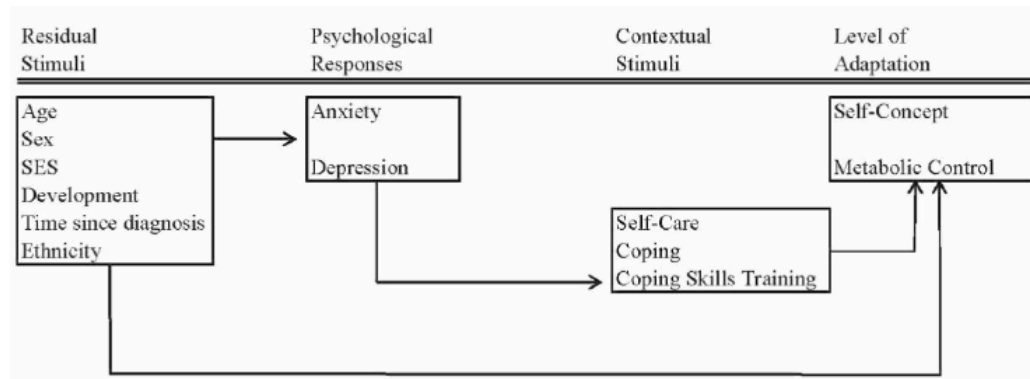 Residual
Stimuli
Psychological
Responses
Contextual
Stimuli
Level of
Adaptation
Age
Sex
SES
Development
Time since diagnosis
Ethnicity
Anxiety
Depression
Self-Care
Coping
Coping Skills Training
Self-Concept
Metabolic Control